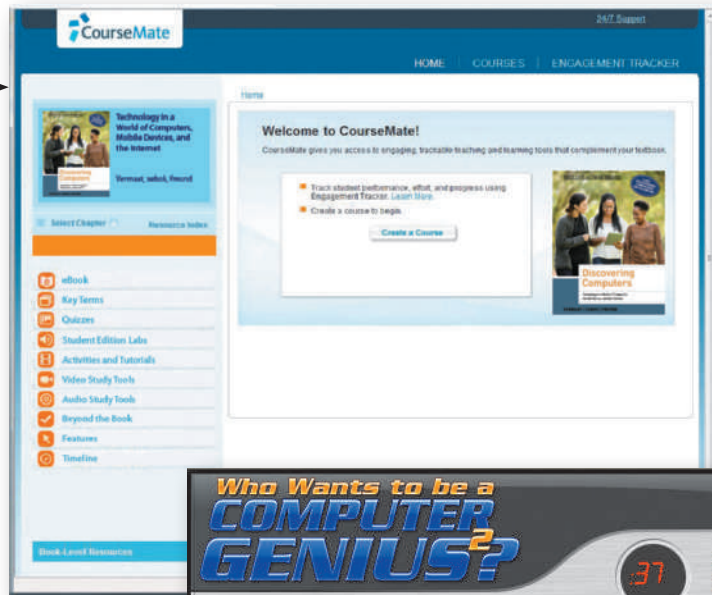 CourseMate
24/7 Support
HOME | COURSES | ENGAGEMENT TRACKER
Home
Technology in a
World of Computers,
Mobile Devices, and
the Internet
Vermaat, Sebok, Freund
Discovering
Computers
Select Chapter
Resource Index
eBook
Key Terms
Quizzes
Student Edition Labs
Activities and Tutorials
Video Study Tools
Audio Study Tools
Beyond the Book
Features
Timeline
Book-Level Resources
Welcome to CourseMate!
CourseMate gives you access to engaging, trackable teaching and learning tools that complement your textbook.
Track student performance, effort, and progress using
Engagement Tracker. Learn More.
Create a course to begin.
Create a Course
Discovering
Computers
Who Wants to be a
COMPUTER
GENIUS²?
:37